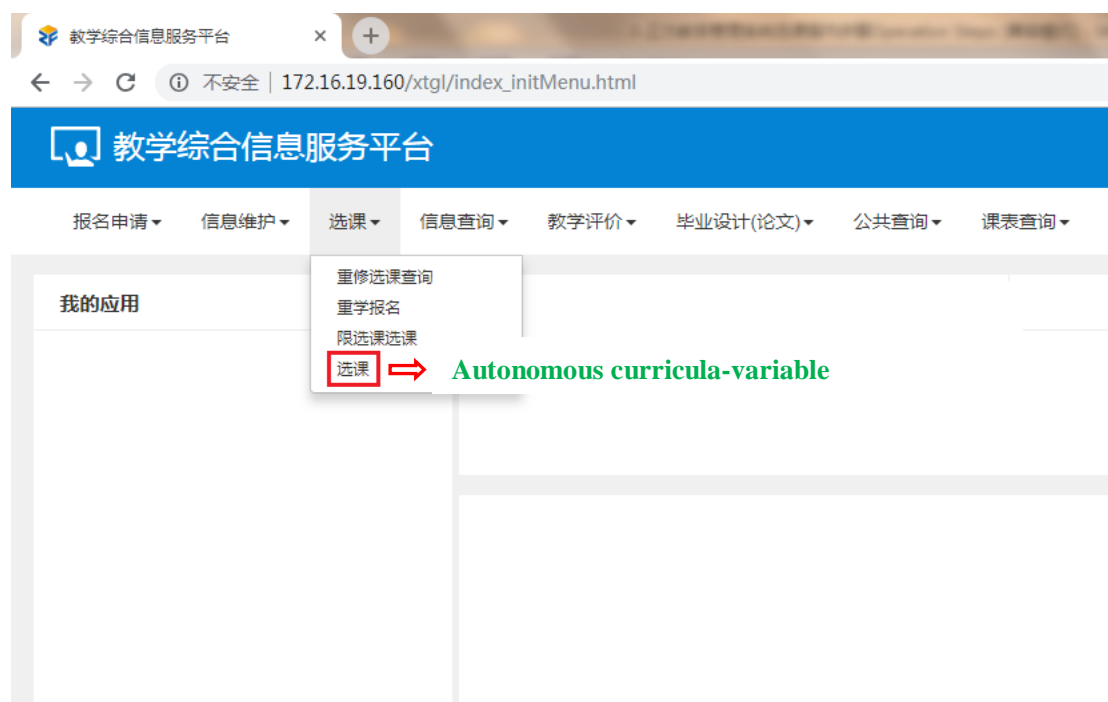 教学综合信息服务平台
不安全 | 172.16.19.160/xtgl/index_initMenu.html
教学综合信息服务平台
报名申请 信息维护 选课 信息查询 教学评价 毕业设计(论文) 公共查询 课表查询
我的应用
重修选课查询
重学报名
限选课选课
选课 Autonomous curricula-variable